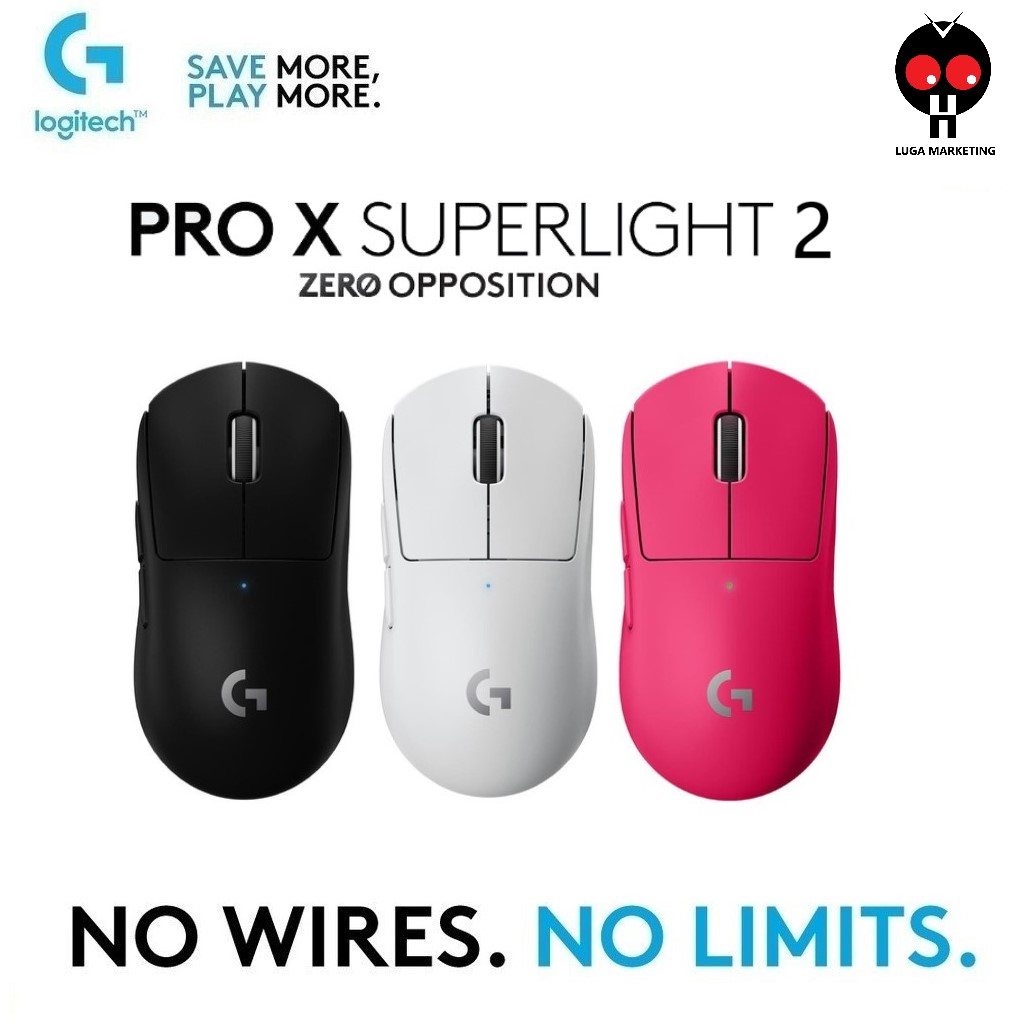 logitech™
SAVE MORE,
PLAY MORE.
LUGA MARKETING
PRO X SUPERLIGHT 2
ZERØ OPPOSITION
NO WIRES. NO LIMITS.